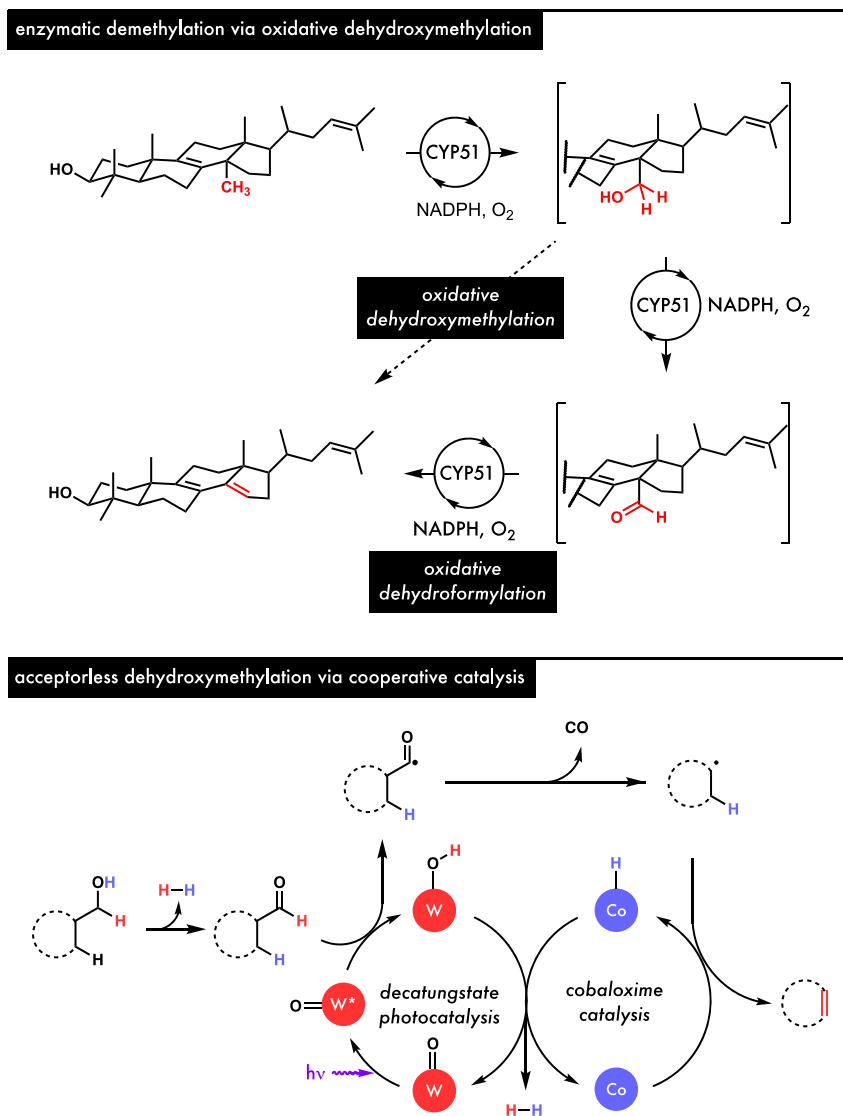 enzymatic demethylation via oxidative dehydroxymethylation
HO
CH3
CYP51
NADPH, O2
HO
H
H
oxidative
dehydroxymethylation
CYP51
NADPH, O2
HO
CYP51
NADPH, O2
O
H
oxidative
dehydroformylation
acceptorless dehydroxymethylation via cooperative catalysis
O
H
CO
H
OH
H
H
H–H
O
H
H
O
H
W
H
Co
O
W*
decatungstate
photocatalysis
cobaloxime
catalysis
hν
O
W
H–H
Co